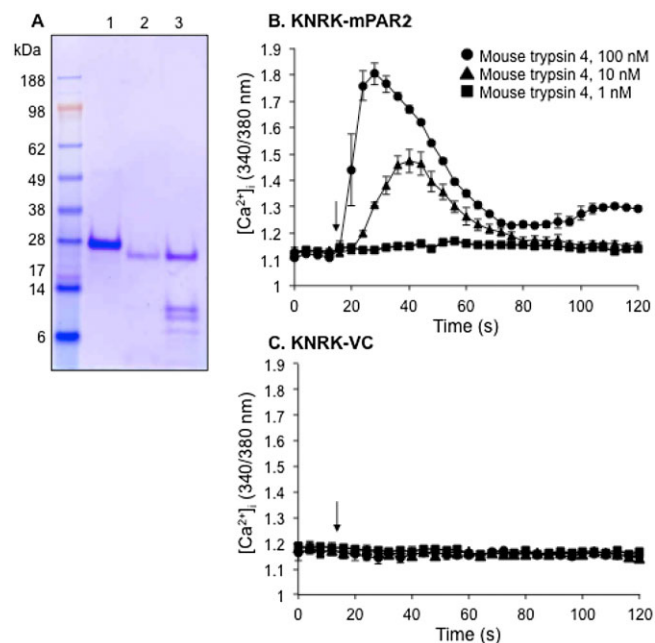 A
1 2 3
kDa
188
98
62
49
38
28
17
14
6
B. KNRK-mPAR2
[Ca²⁺]ᵢ (340/380 nm)
1.9
1.8
1.7
1.6
1.5
1.4
1.3
1.2
1.1
1
Mouse trypsin 4, 100 nM
Mouse trypsin 4, 10 nM
Mouse trypsin 4, 1 nM
0 20 40 60 80 100 120
Time (s)
C. KNRK-VC
[Ca²⁺]ᵢ (340/380 nm)
1.9
1.8
1.7
1.6
1.5
1.4
1.3
1.2
1.1
1
0 20 40 60 80 100 120
Time (s)